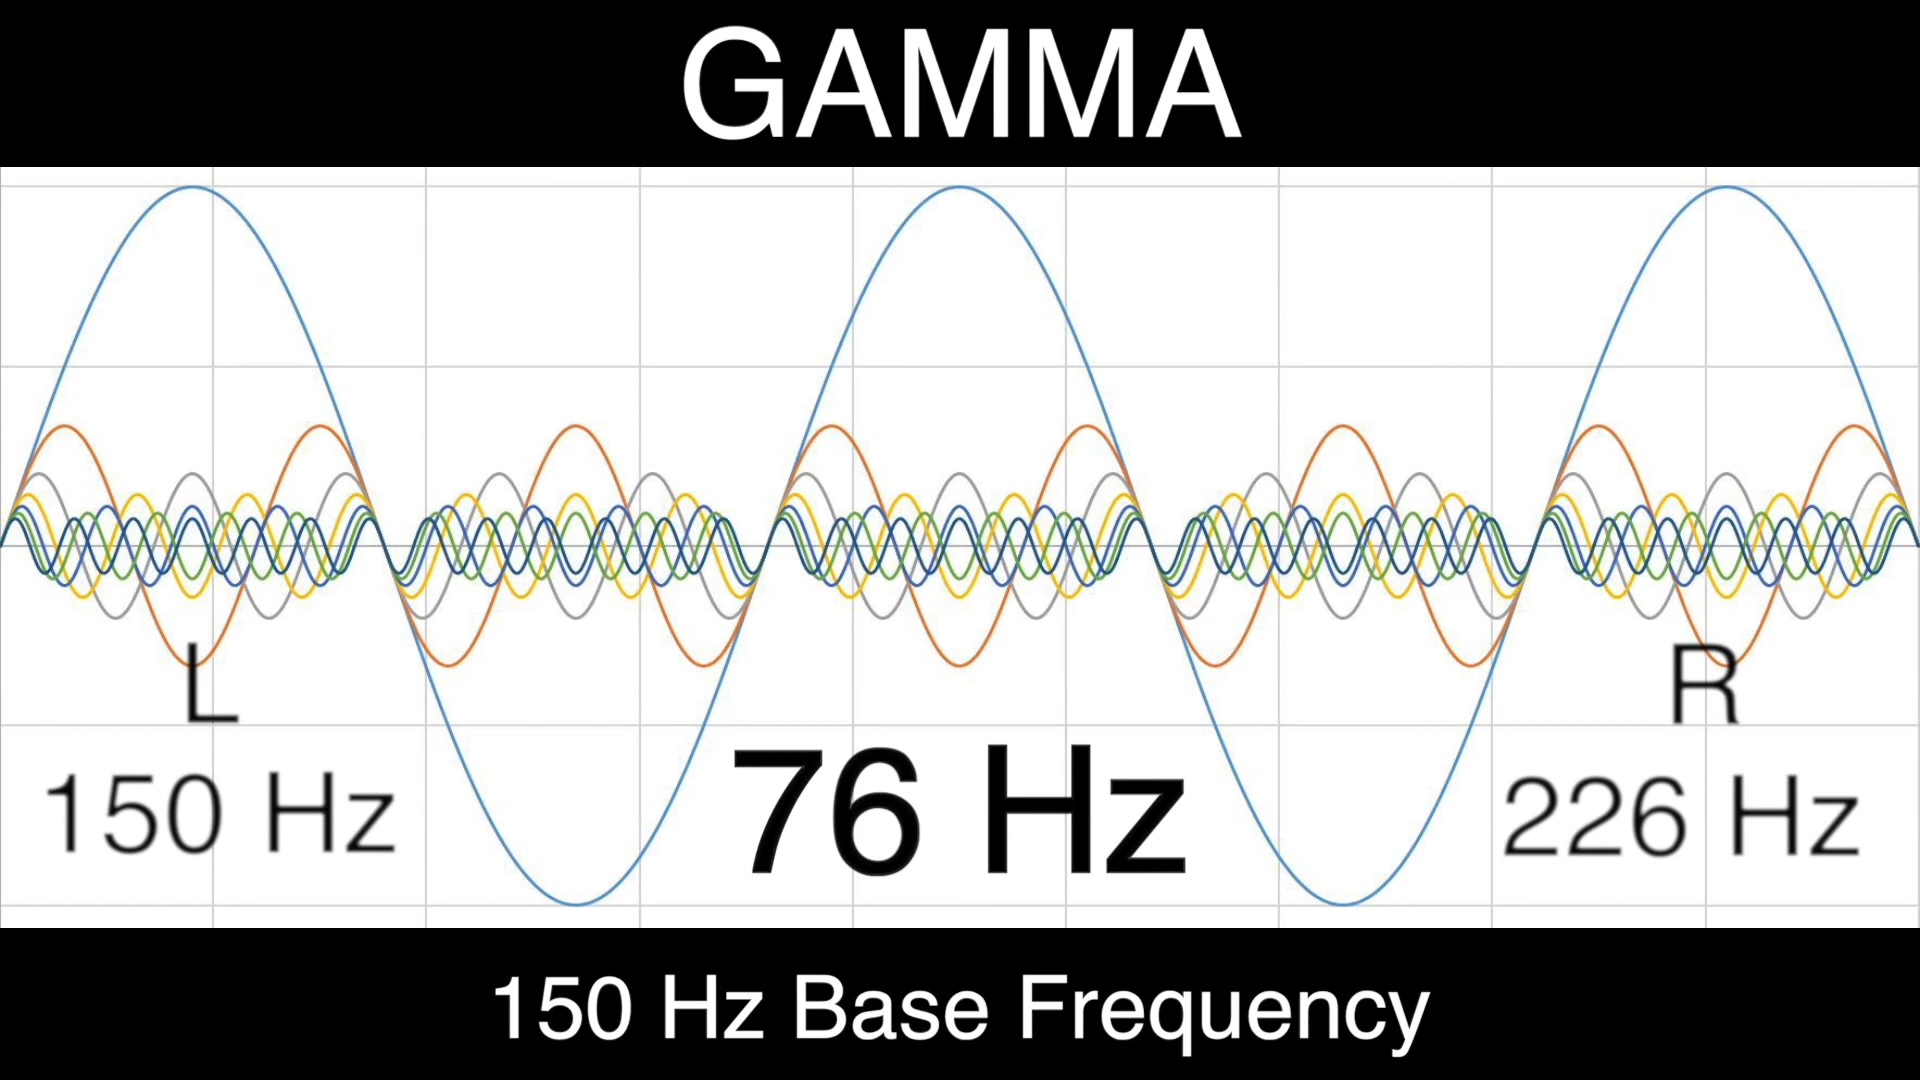 GAMMA
L
R
150 Hz
76 Hz
226 Hz
150 Hz Base Frequency